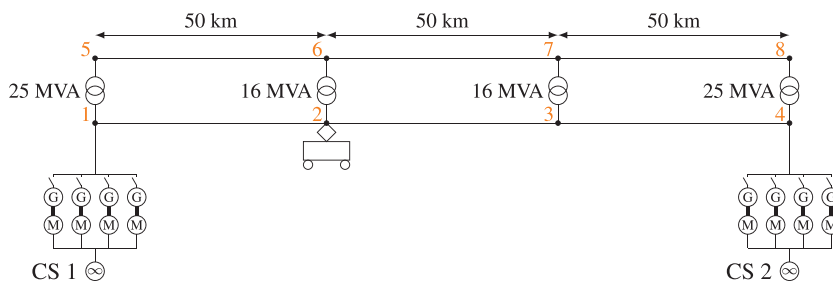 50 km 50 km 50 km
5 6 7 8
25 MVA 16 MVA 16 MVA 25 MVA
1 2 3 4
G G G G G G G G
M M M M M M M M
CS 1 ∞ CS 2 ∞